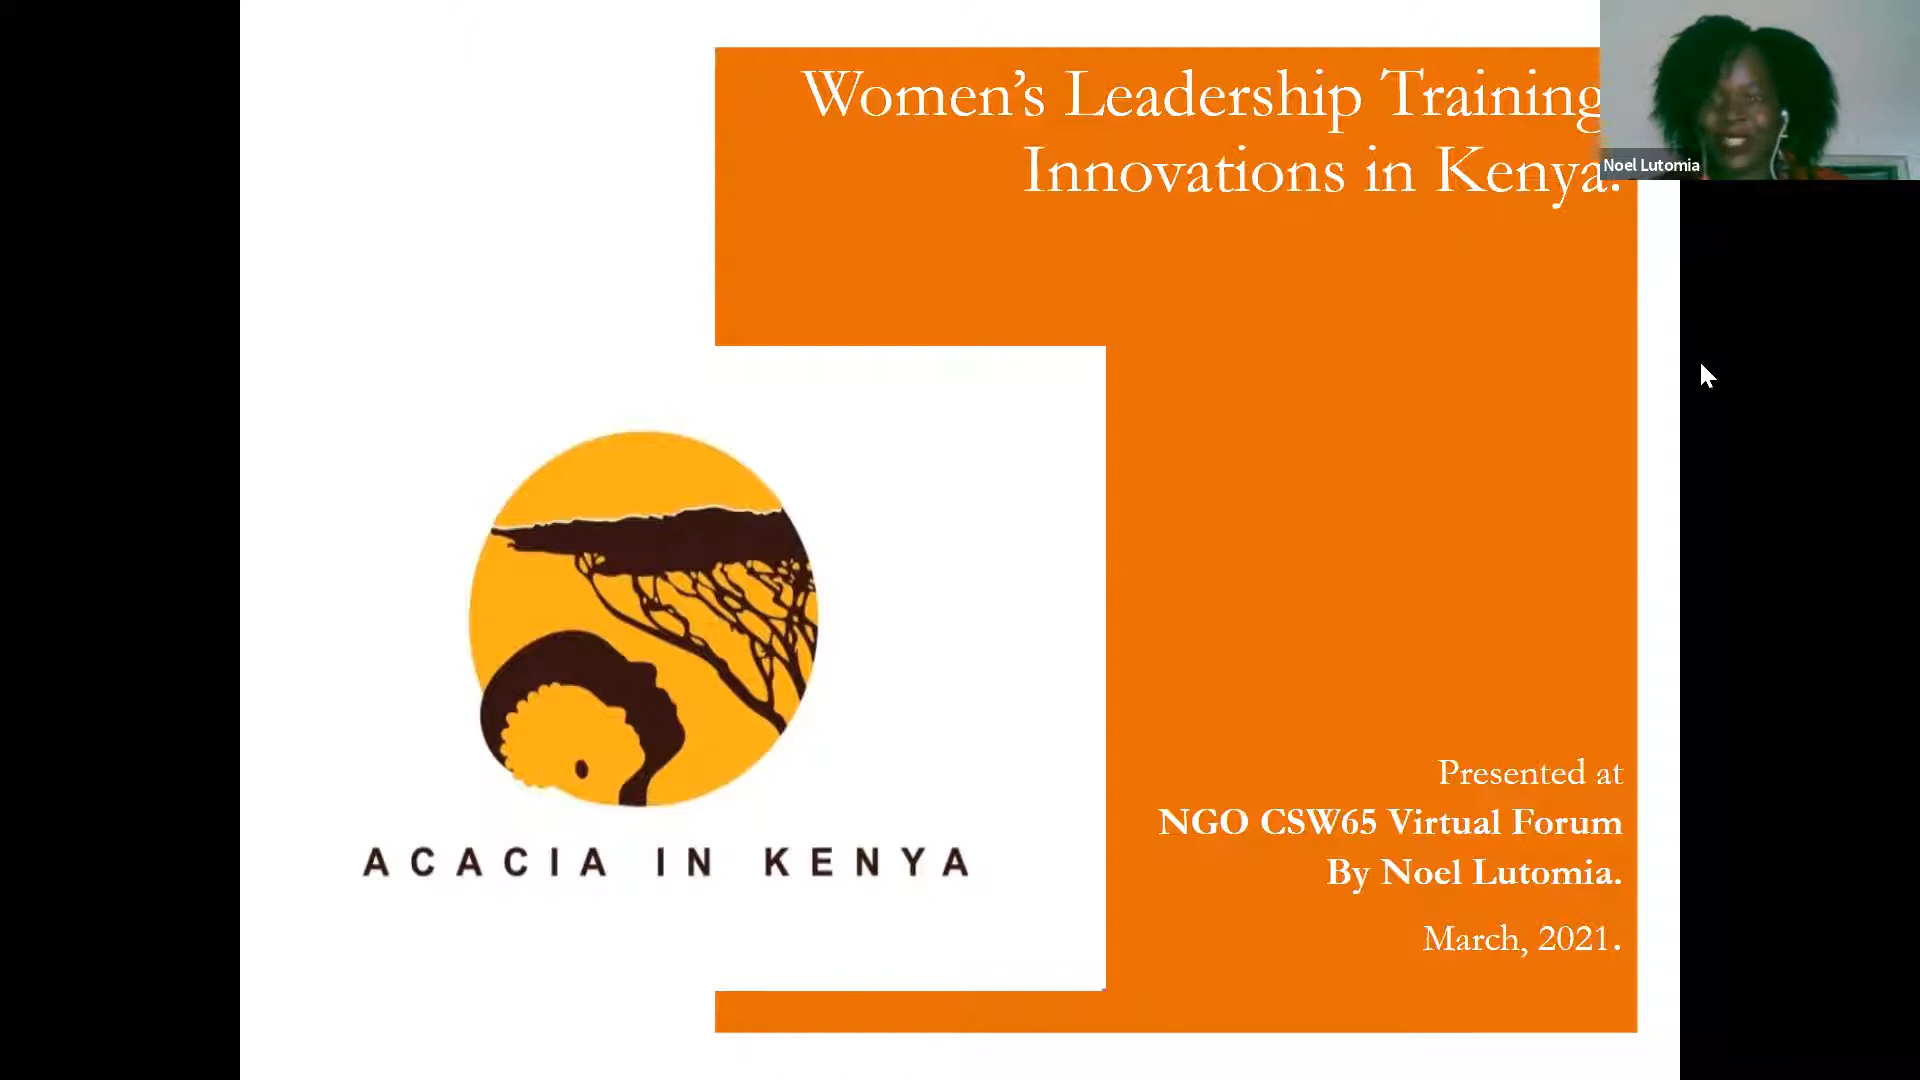 Women’s Leadership Training
Innovations in Kenya.
Noel Lutomia
ACACIA IN KENYA
Presented at
NGO CSW65 Virtual Forum
By Noel Lutomia.
March, 2021.